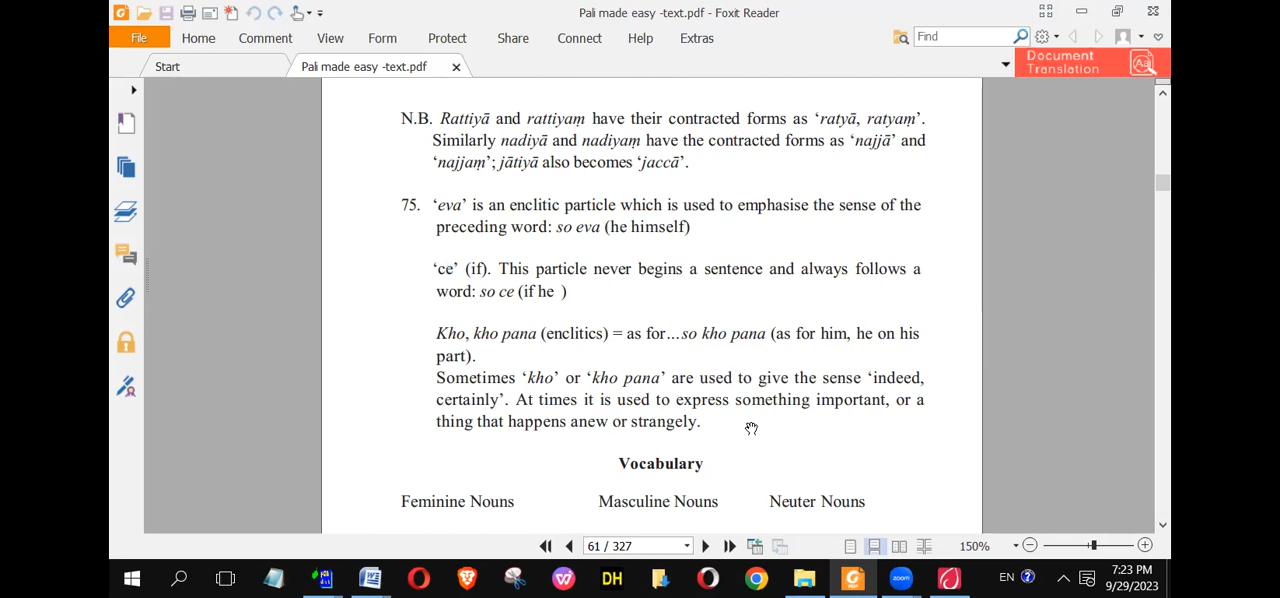 Pali made easy -text.pdf - Foxit Reader
File Home Comment View Form Protect Share Connect Help Extras Find
Start Pali made easy -text.pdf
Document
Translation
N.B. Rattiyā and rattiyaṃ have their contracted forms as ‘ratyā, ratyaṃ’.
Similarly nadiyā and nadiyaṃ have the contracted forms as ‘najjā’ and
‘najjaṃ’; jātiyā also becomes ‘jaccā’.
75. ‘eva’ is an enclitic particle which is used to emphasise the sense of the
preceding word: so eva (he himself)
‘ce’ (if). This particle never begins a sentence and always follows a
word: so ce (if he )
Kho, kho pana (enclitics) = as for...so kho pana (as for him, he on his
part).
Sometimes ‘kho’ or ‘kho pana’ are used to give the sense ‘indeed,
certainly’. At times it is used to express something important, or a
thing that happens anew or strangely.
Vocabulary
Feminine Nouns Masculine Nouns Neuter Nouns
61 / 327 150%
DH zoom EN 7:23 PM
9/29/2023